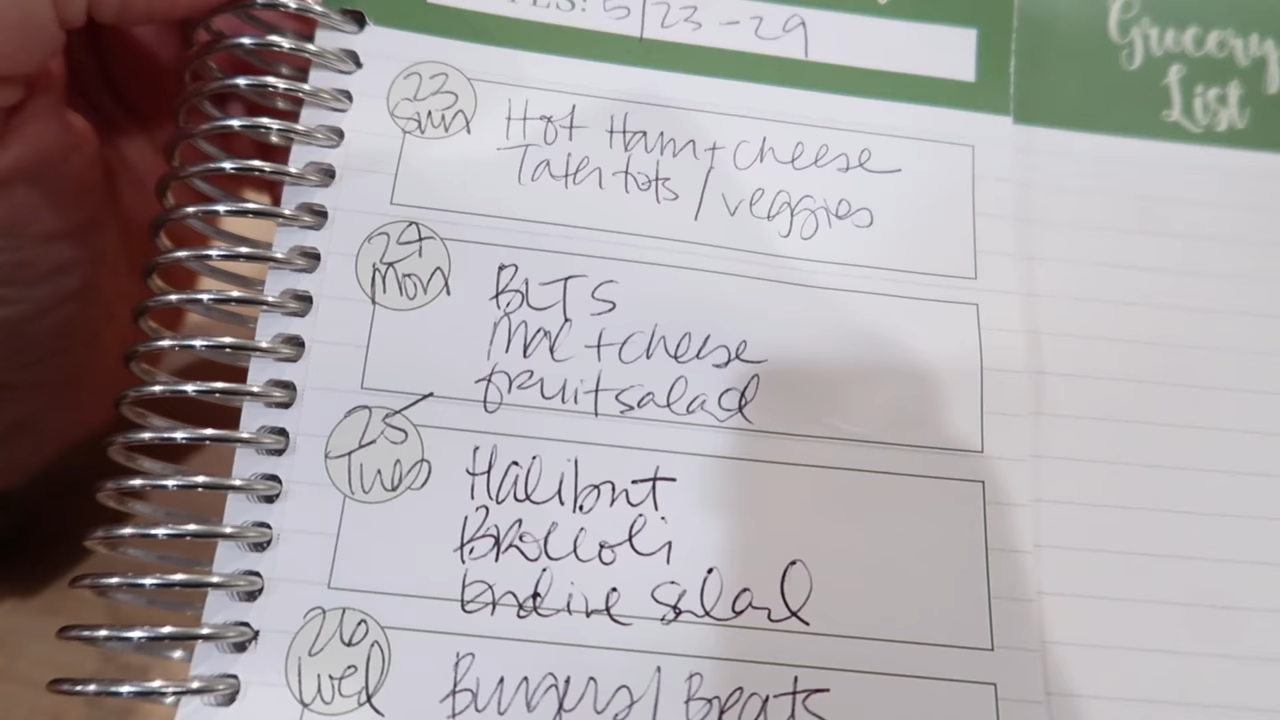 5/23-29
Grocery
List
23
Sun
Hot Ham + cheese
Tater tots / veggies
24
Mon
BLTS
Mac + cheese
fruit salad
25
Tues
Halibut
Broccoli
Endive Salad
26
Wed
Burgers / Brats